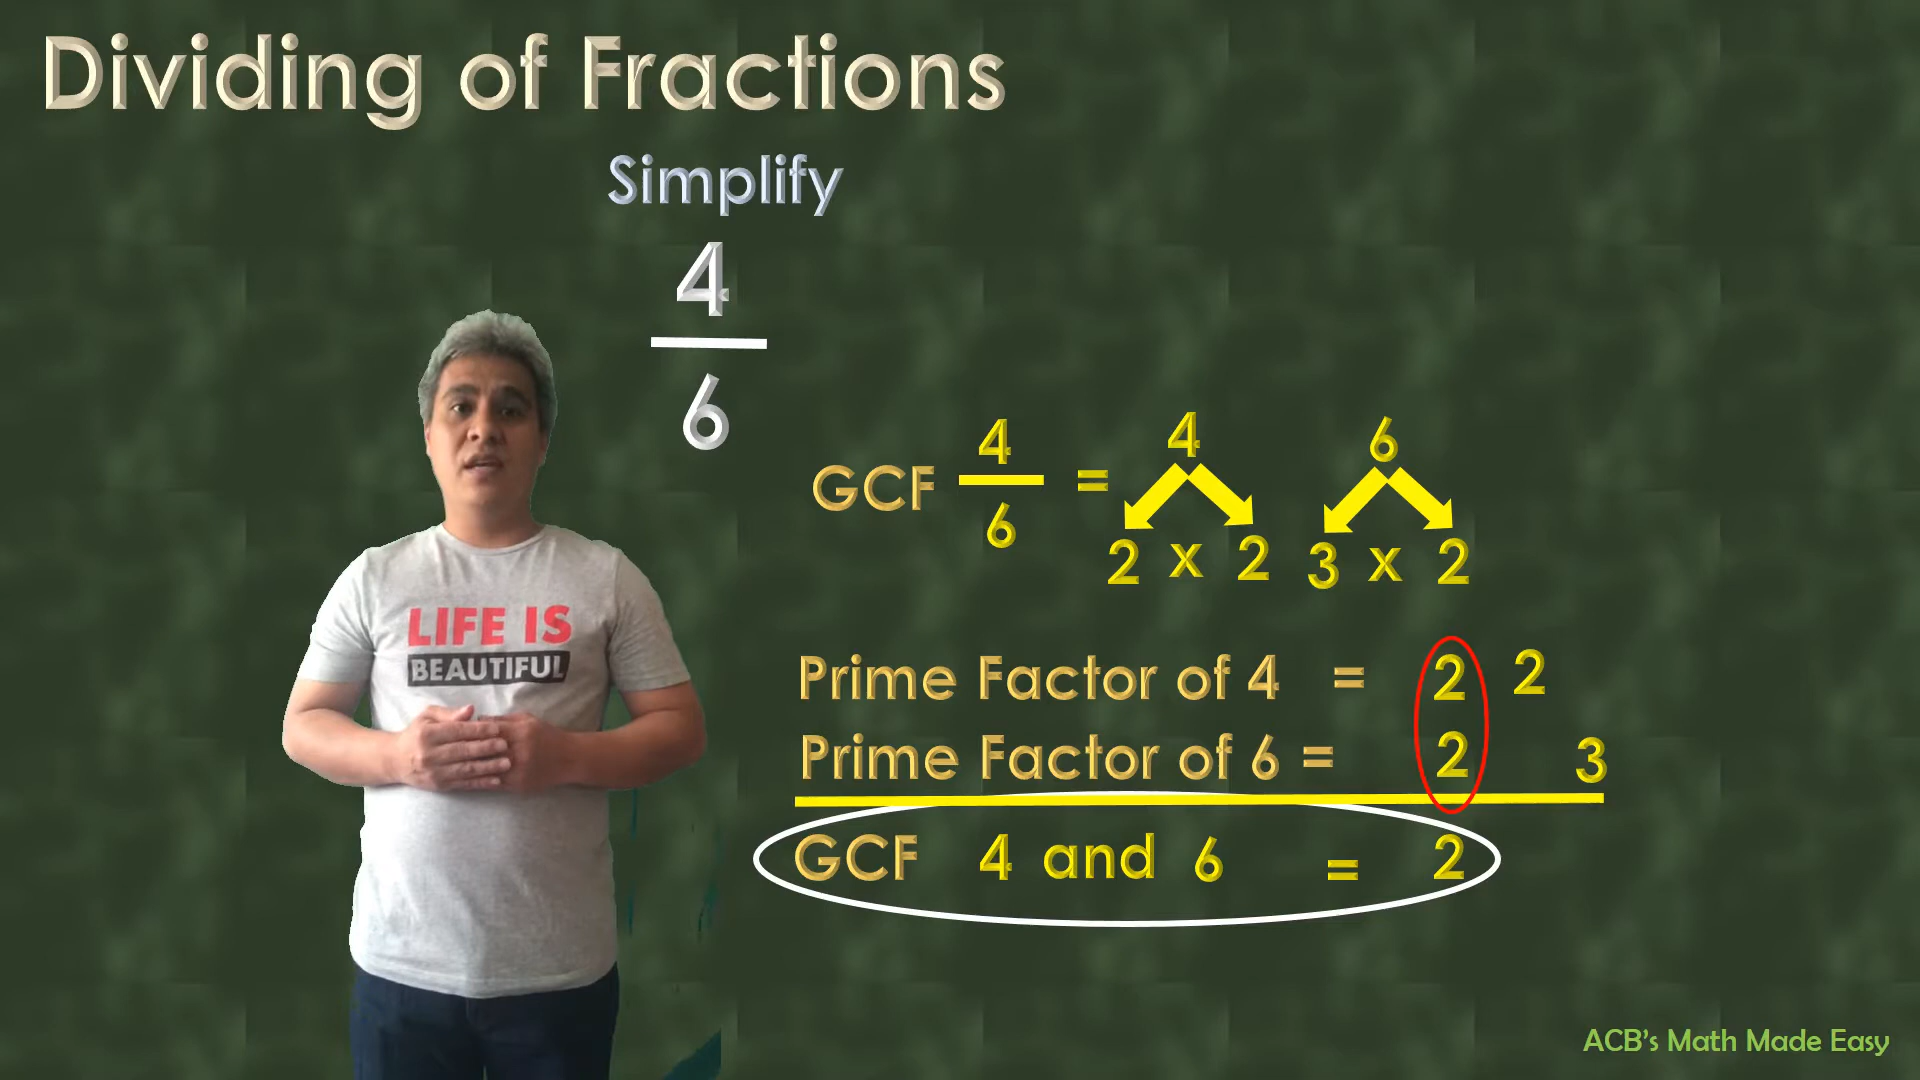 Dividing of Fractions
Simplify
4
6
GCF 4/6 =
4 6
2 x 2 3 x 2
LIFE IS
BEAUTIFUL
Prime Factor of 4 = 2 2
Prime Factor of 6 = 2 3
GCF 4 and 6 = 2
ACB's Math Made Easy